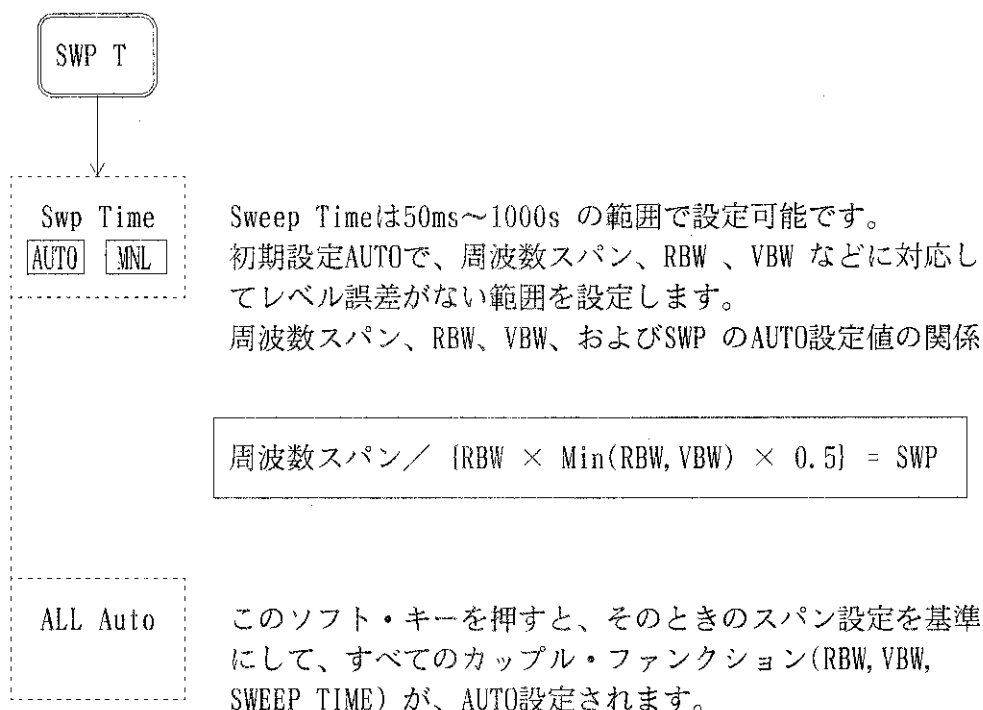 SWP T
Swp Time
AUTO MNL
Sweep Timeは50ms～1000s の範囲で設定可能です。
初期設定AUTOで、周波数スパン、RBW 、VBW などに対応し
てレベル誤差がない範囲を設定します。
周波数スパン、RBW、VBW、およびSWP のAUTO設定値の関係
周波数スパン／ {RBW × Min(RBW,VBW) × 0.5} = SWP
ALL Auto
このソフト・キーを押すと、そのときのスパン設定を基準
にして、すべてのカップル・ファンクション(RBW,VBW,
SWEEP TIME) が、AUTO設定されます。